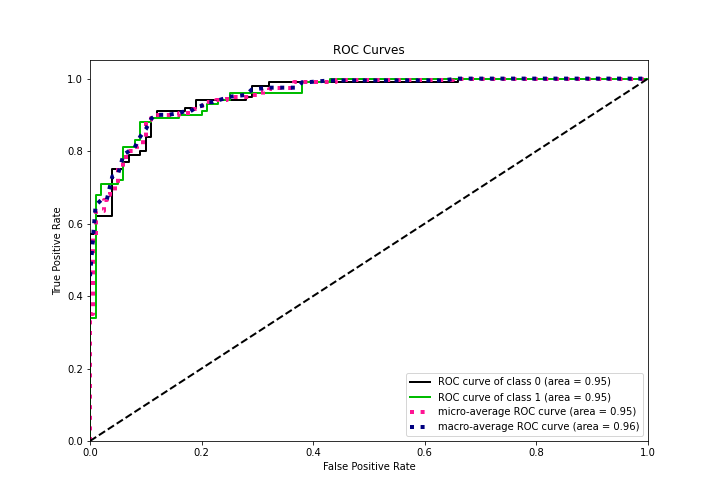 ROC Curves
1.0
0.8
0.6
0.4
0.2
0.0
True Positive Rate
ROC curve of class 0 (area = 0.95)
ROC curve of class 1 (area = 0.95)
micro-average ROC curve (area = 0.95)
macro-average ROC curve (area = 0.96)
0.0 0.2 0.4 0.6 0.8 1.0
False Positive Rate